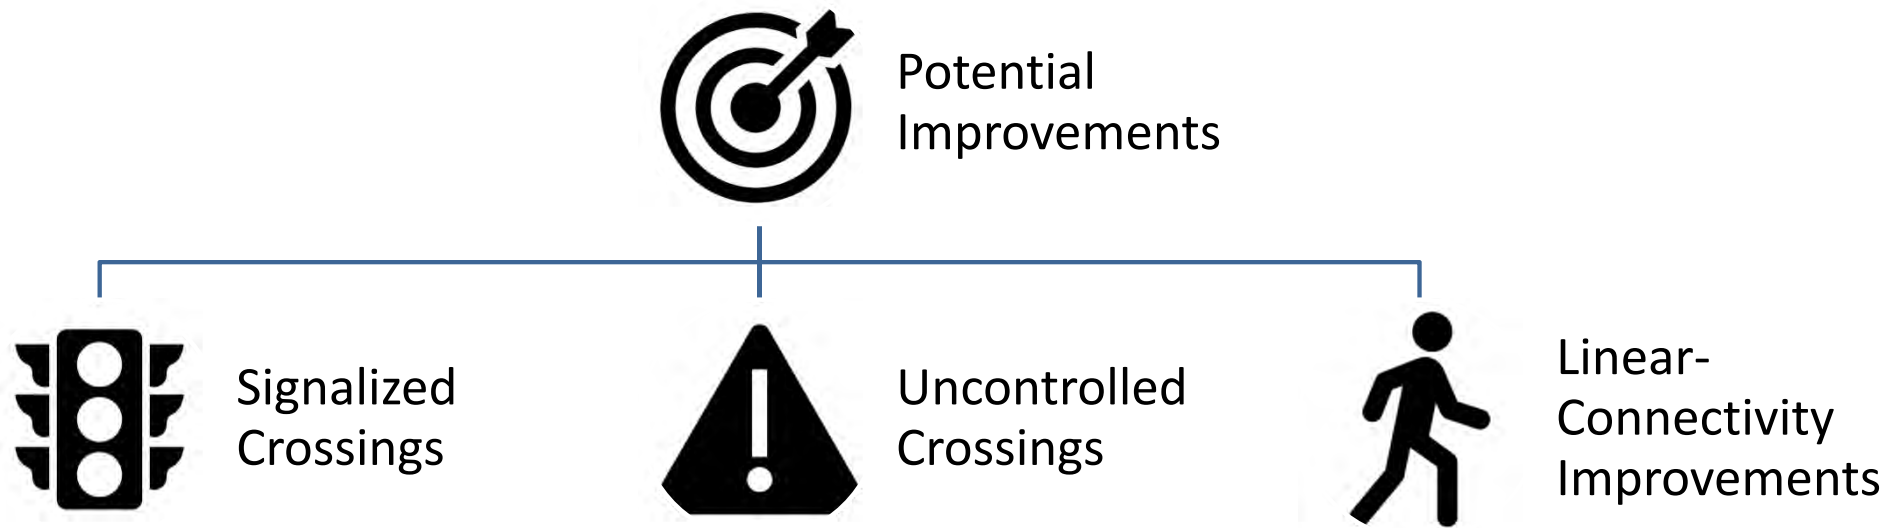 Potential
Improvements
Signalized
Crossings
Uncontrolled
Crossings
Linear-
Connectivity
Improvements